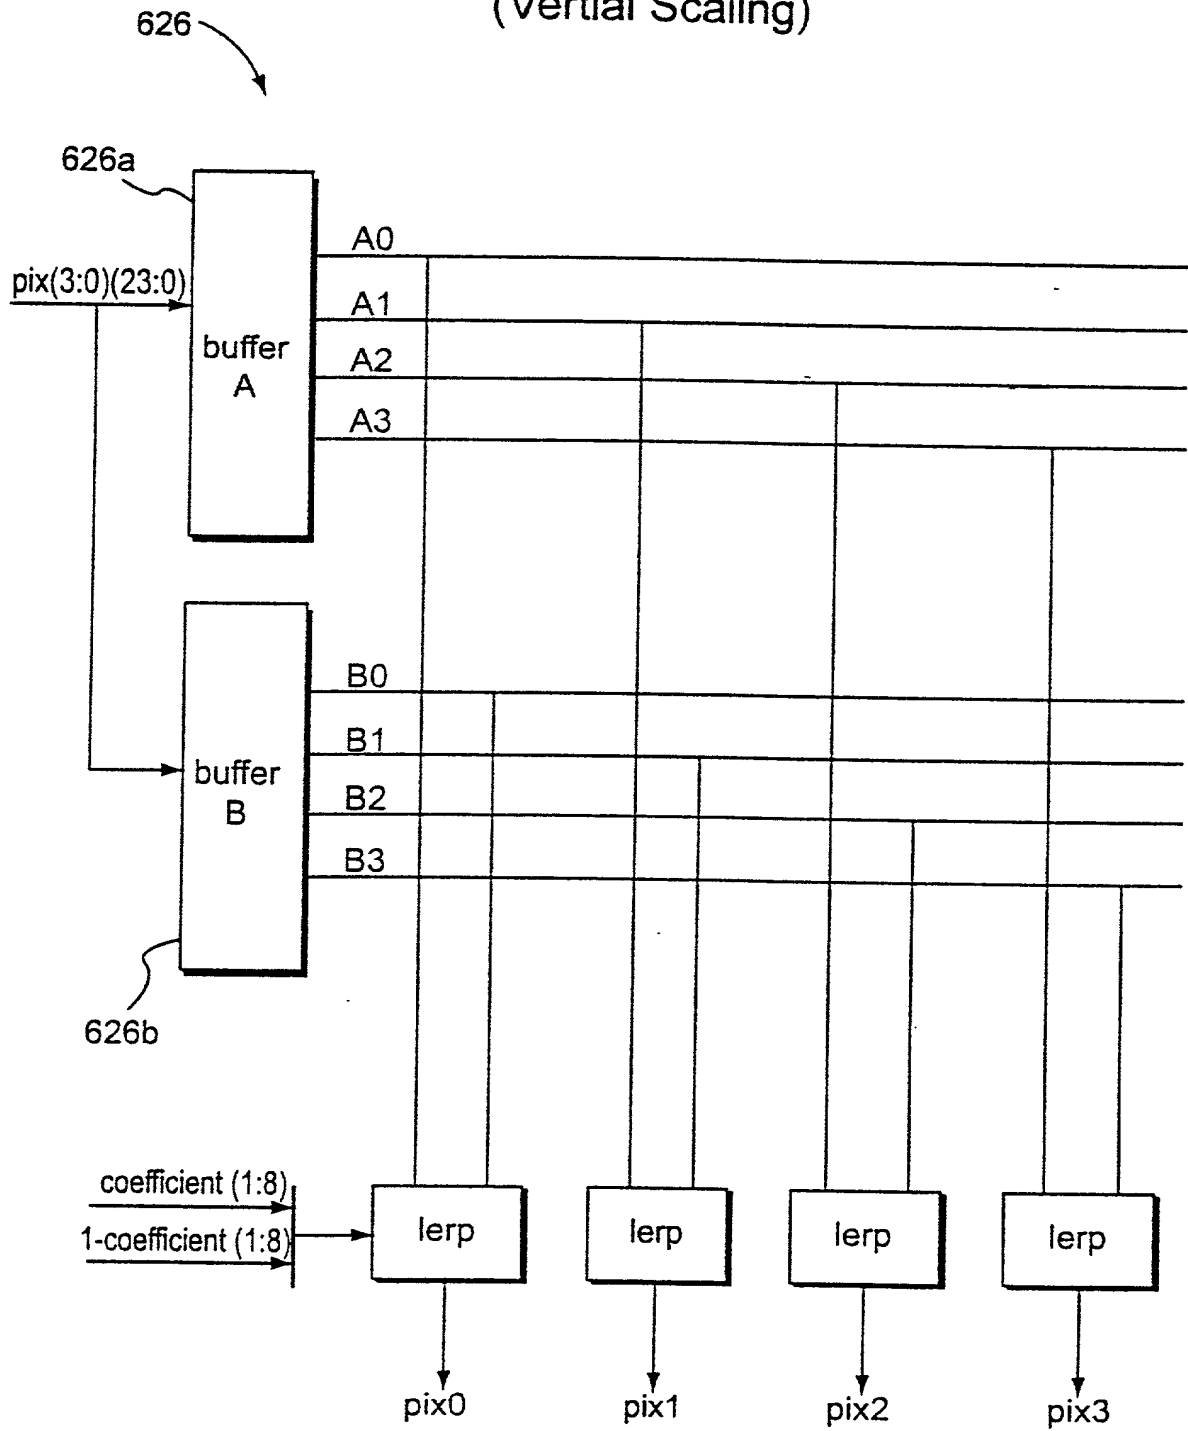 (Vertial Scaling)
626
626a
pix(3:0)(23:0)
buffer
A
A0
A1
A2
A3
buffer
B
B0
B1
B2
B3
626b
coefficient (1:8)
1-coefficient (1:8)
lerp
lerp
lerp
lerp
pix0
pix1
pix2
pix3